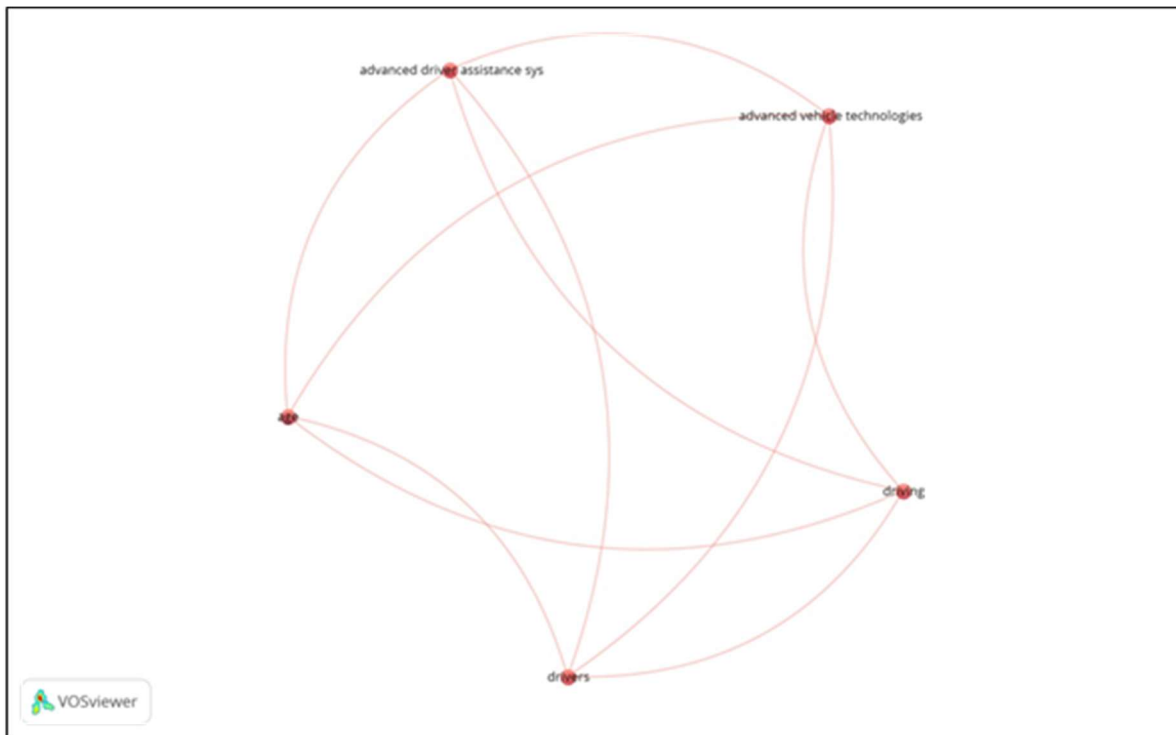 advanced driver assistance sys
advanced vehicle technologies
age
driving
drivers
VOSviewer